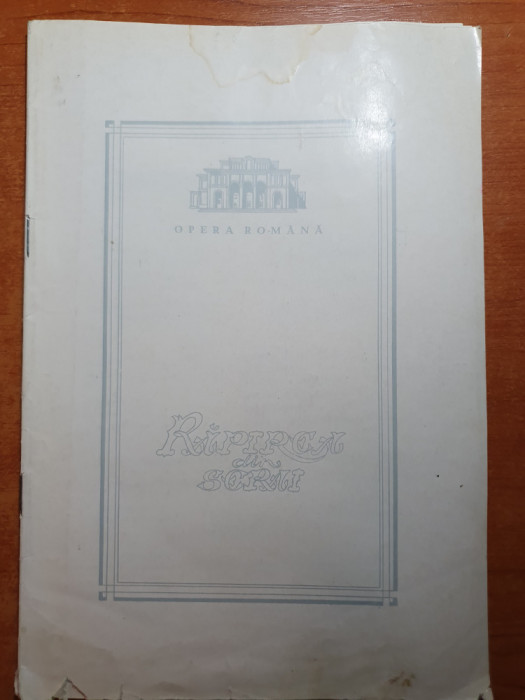 OPERA ROMÂNĂ
Răpirea
din
serai